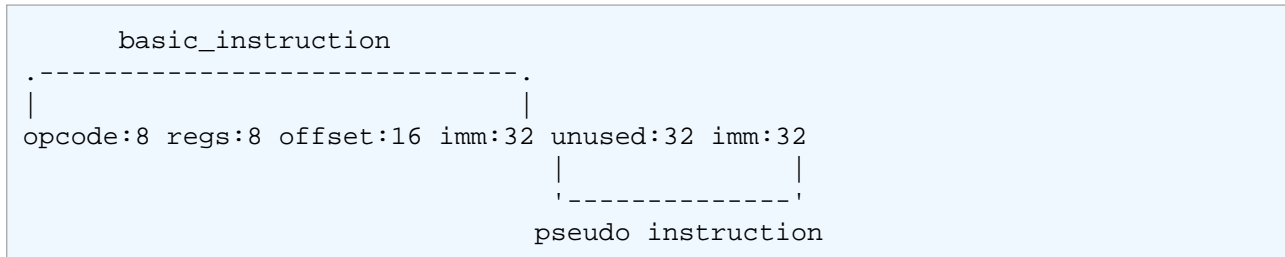 basic_instruction
.------------------------------.
|                              |
opcode:8 regs:8 offset:16 imm:32 unused:32 imm:32
                                 |              |
                                 '--------------'
                                pseudo instruction